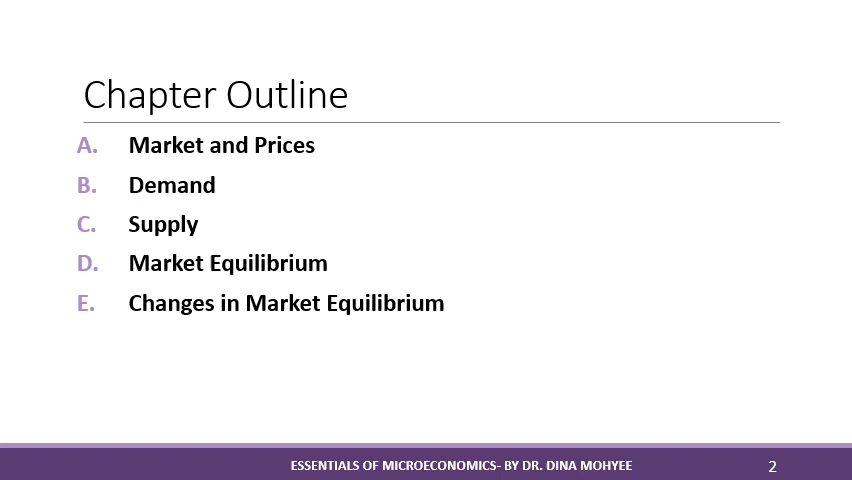 Chapter Outline
A. Market and Prices
B. Demand
C. Supply
D. Market Equilibrium
E. Changes in Market Equilibrium
ESSENTIALS OF MICROECONOMICS- BY DR. DINA MOHYEE 2